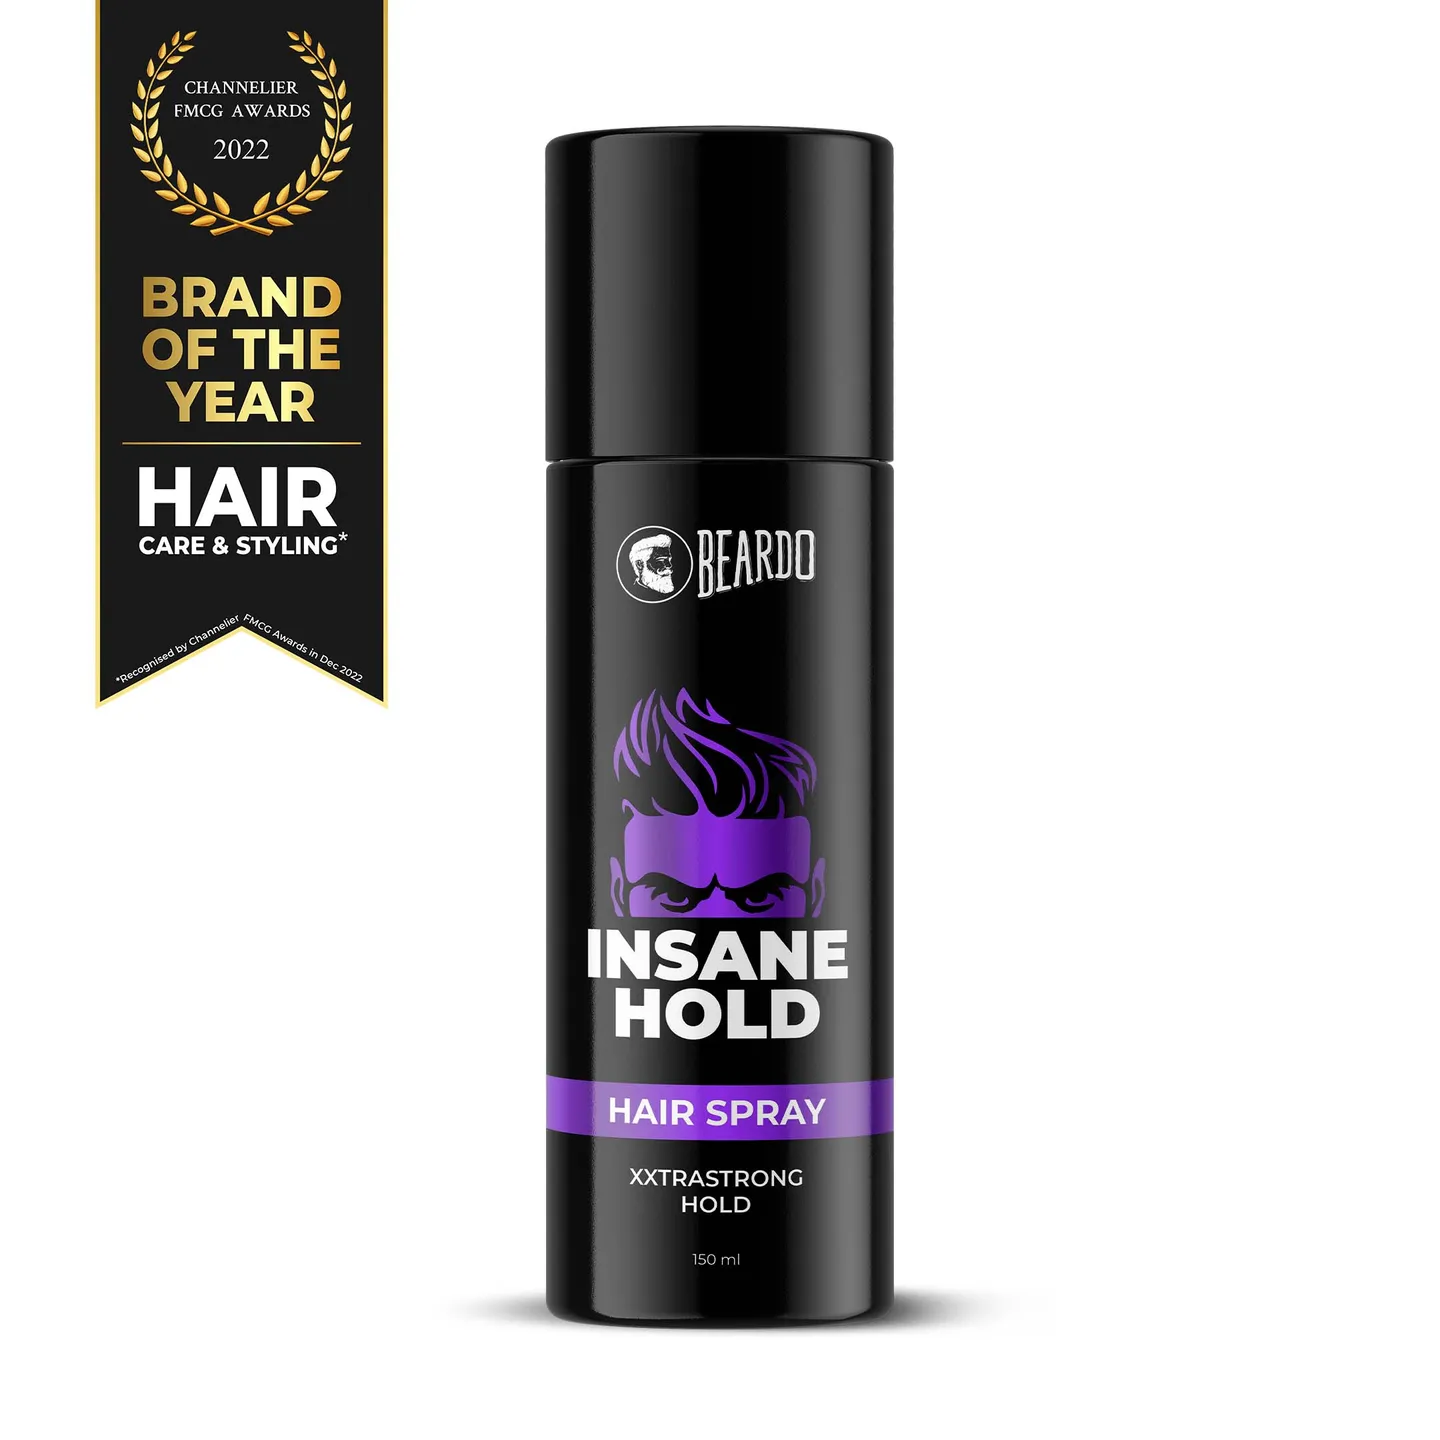 CHANNELIER
FMCG AWARDS
2022
BRAND
OF THE
YEAR
HAIR
CARE & STYLING*
*Recognised by Channelier FMCG Awards in Dec 2022
BEARDO
INSANE
HOLD
HAIR SPRAY
XXTRASTRONG
HOLD
150 ml